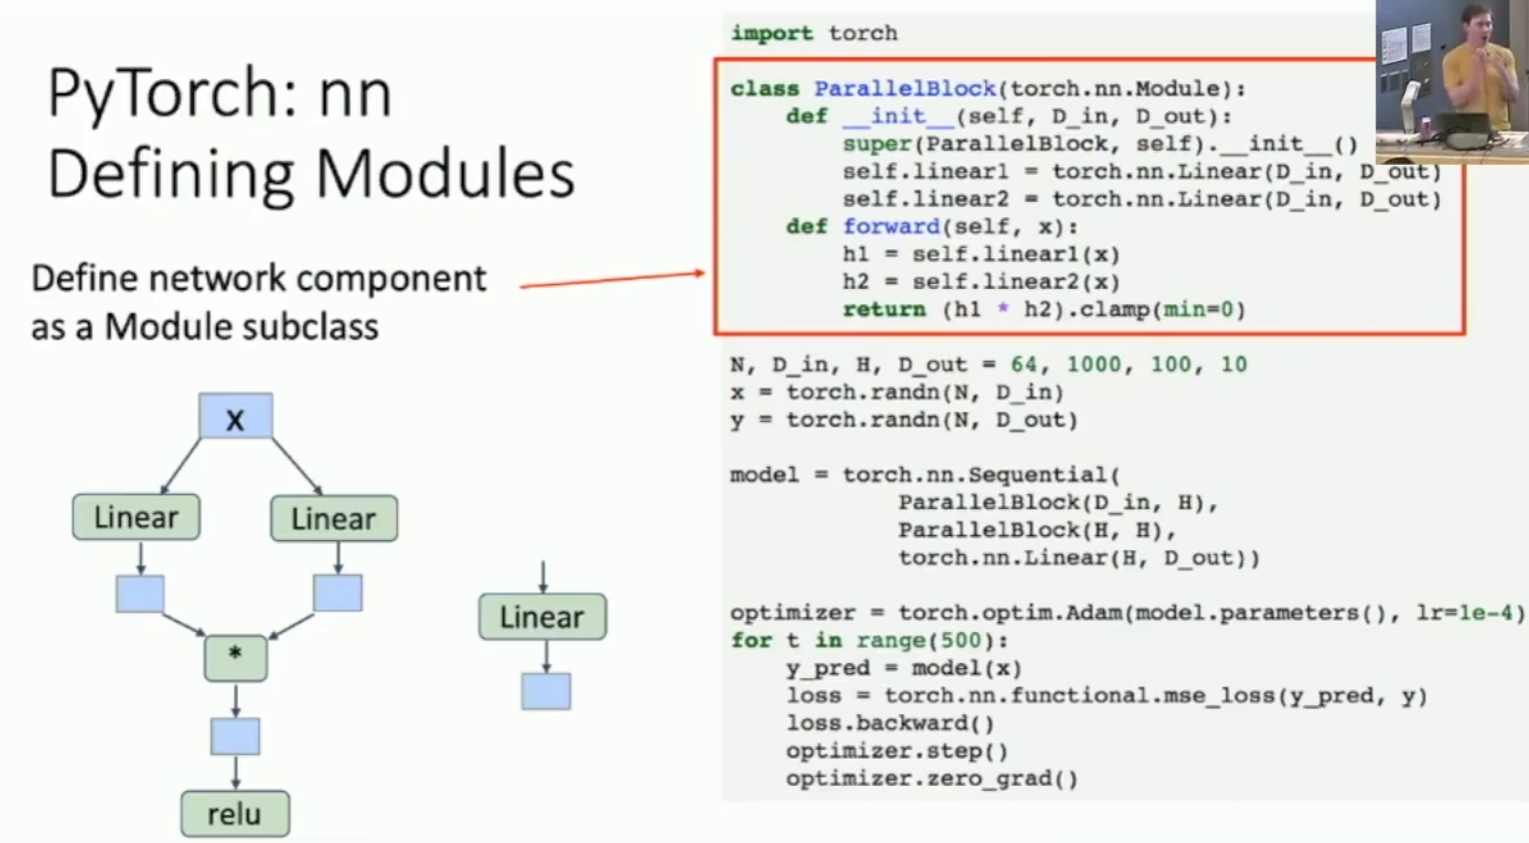 PyTorch: nn
Defining Modules
Define network component
as a Module subclass
x
Linear
Linear
*
relu
Linear
import torch
class ParallelBlock(torch.nn.Module):
    def __init__(self, D_in, D_out):
        super(ParallelBlock, self).__init__()
        self.linear1 = torch.nn.Linear(D_in, D_out)
        self.linear2 = torch.nn.Linear(D_in, D_out)
    def forward(self, x):
        h1 = self.linear1(x)
        h2 = self.linear2(x)
        return (h1 * h2).clamp(min=0)
N, D_in, H, D_out = 64, 1000, 100, 10
x = torch.randn(N, D_in)
y = torch.randn(N, D_out)
model = torch.nn.Sequential(
            ParallelBlock(D_in, H),
            ParallelBlock(H, H),
            torch.nn.Linear(H, D_out))
optimizer = torch.optim.Adam(model.parameters(), lr=1e-4)
for t in range(500):
    y_pred = model(x)
    loss = torch.nn.functional.mse_loss(y_pred, y)
    loss.backward()
    optimizer.step()
    optimizer.zero_grad()